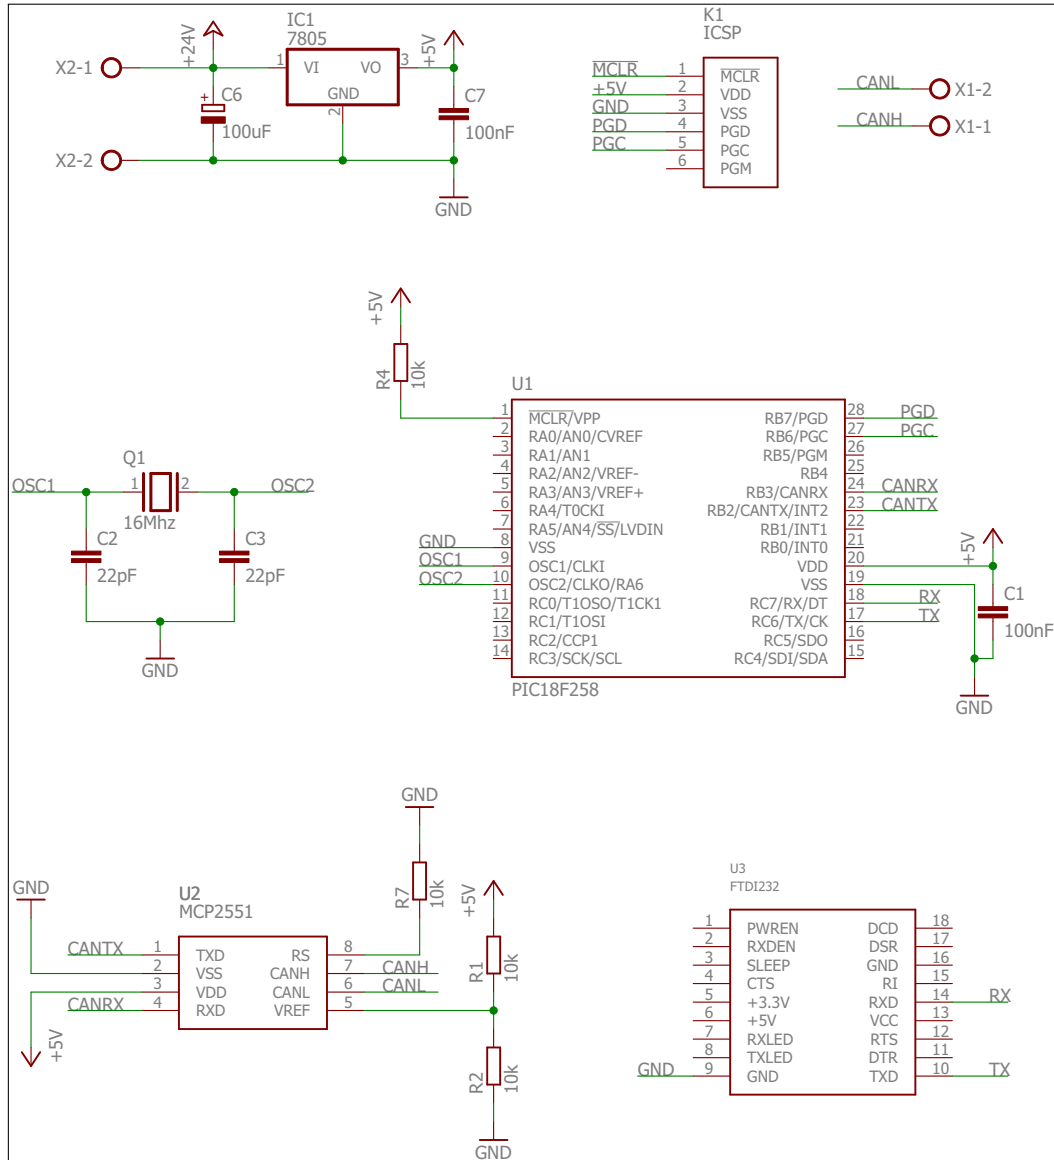 +24V
IC1
7805
+5V
X2-1
1
VI
VO
3
GND
2
+
C6
100uF
C7
100nF
X2-2
GND
K1
ICSP
MCLR
1
MCLR
+5V
2
VDD
GND
3
VSS
PGD
4
PGD
PGC
5
PGC
6
PGM
CANL
X1-2
CANH
X1-1
+5V
R4
10k
Q1
OSC1
1
2
OSC2
16Mhz
C2
22pF
C3
22pF
GND
U1
1
MCLR/VPP
RB7/PGD
28
PGD
2
RA0/AN0/CVREF
RB6/PGC
27
PGC
3
RA1/AN1
RB5/PGM
26
4
RA2/AN2/VREF-
RB4
25
5
RA3/AN3/VREF+
RB3/CANRX
24
CANRX
6
RA4/T0CKI
RB2/CANTX/INT2
23
CANTX
7
RA5/AN4/SS/LVDIN
RB1/INT1
22
GND
8
VSS
RB0/INT0
21
OSC1
9
OSC1/CLKI
VDD
20
OSC2
10
OSC2/CLKO/RA6
VSS
19
11
RC0/T1OSO/T1CK1
RC7/RX/DT
18
RX
12
RC1/T1OSI
RC6/TX/CK
17
TX
13
RC2/CCP1
RC5/SDO
16
14
RC3/SCK/SCL
RC4/SDI/SDA
15
PIC18F258
+5V
C1
100nF
GND
GND
GND
R7
10k
+5V
R1
10k
U2
MCP2551
CANTX
1
TXD
RS
8
2
VSS
CANH
7
CANH
3
VDD
CANL
6
CANL
CANRX
4
RXD
VREF
5
+5V
R2
10k
GND
U3
FTDI232
1
PWREN
DCD
18
2
RXDEN
DSR
17
3
SLEEP
GND
16
4
CTS
RI
15
5
+3.3V
RXD
14
RX
6
+5V
VCC
13
7
RXLED
RTS
12
8
TXLED
DTR
11
GND
9
GND
TXD
10
TX